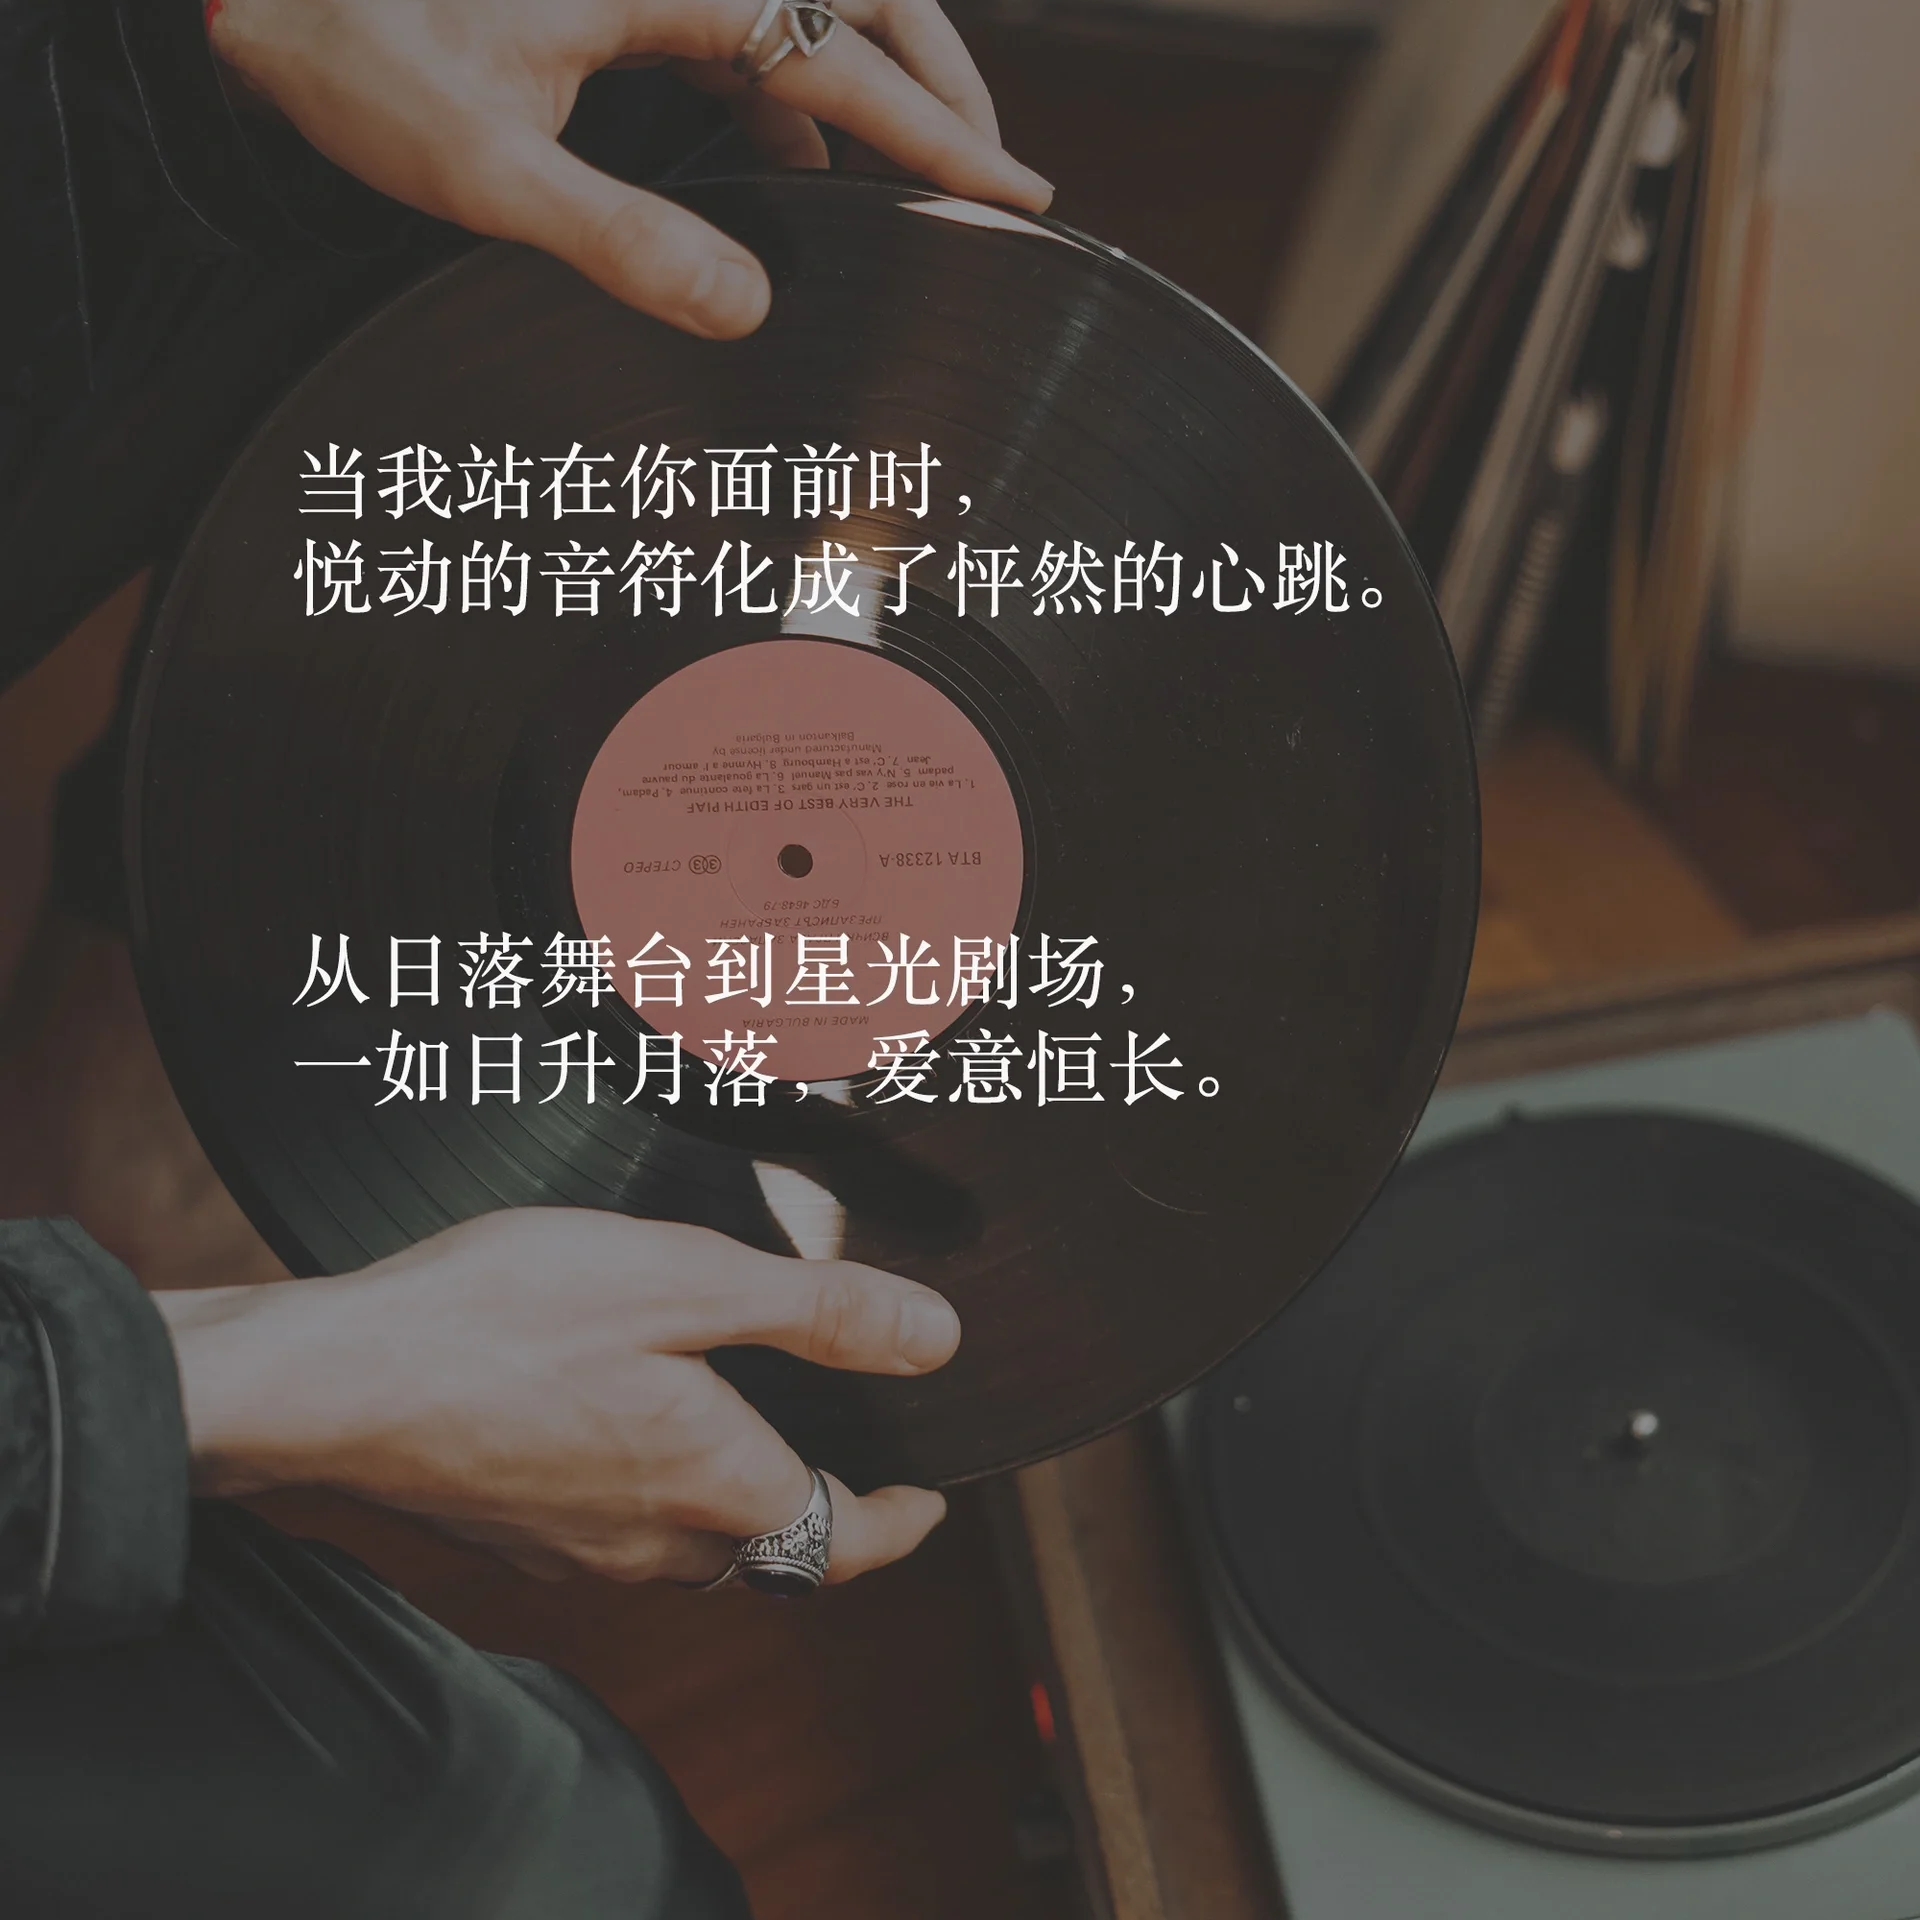 当我站在你面前时，
悦动的音符化成了怦然的心跳。
Balkanton in Bulgaria
Manufactured under license by
Jean 7. C'est a Hambourg 8. Hymne a l'amour
padam 5. N'y vas pas Manuel 6. La goualante du pauvre
1. La vie en rose 2. C'est un gars 3. La fete continue 4. Padam,
THE VERY BEST OF EDITH PIAF
СТЕРЕО 33
BTA 12338-A
БДС 4648-79
ПРЕЗАПИСЪТ ЗАБРАНЕН
从日落舞台到星光剧场，
MADE IN BULGARIA
一如日升月落，爱意恒长。